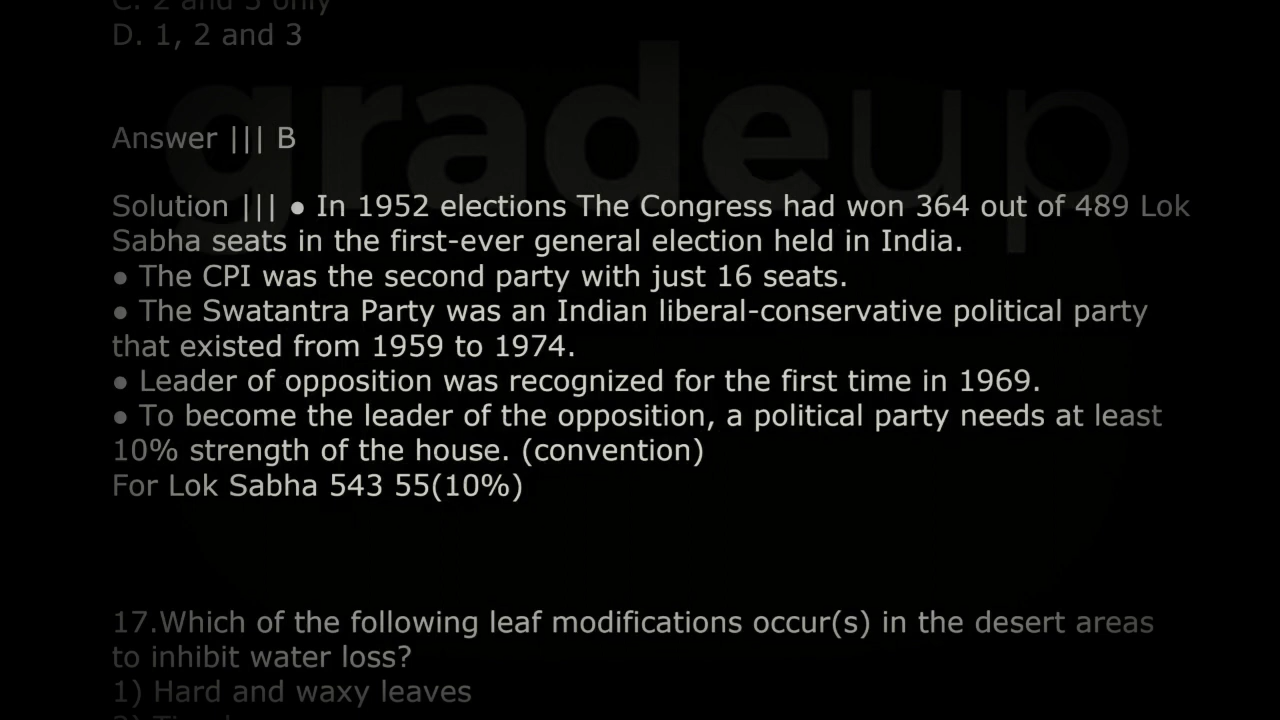 C. 2 and 3 only
D. 1, 2 and 3
gradeup
Answer ||| B
Solution ||| ● In 1952 elections The Congress had won 364 out of 489 Lok
Sabha seats in the first-ever general election held in India.
● The CPI was the second party with just 16 seats.
● The Swatantra Party was an Indian liberal-conservative political party
that existed from 1959 to 1974.
● Leader of opposition was recognized for the first time in 1969.
● To become the leader of the opposition, a political party needs at least
10% strength of the house. (convention)
For Lok Sabha 543 55(10%)
17.Which of the following leaf modifications occur(s) in the desert areas
to inhibit water loss?
1) Hard and waxy leaves